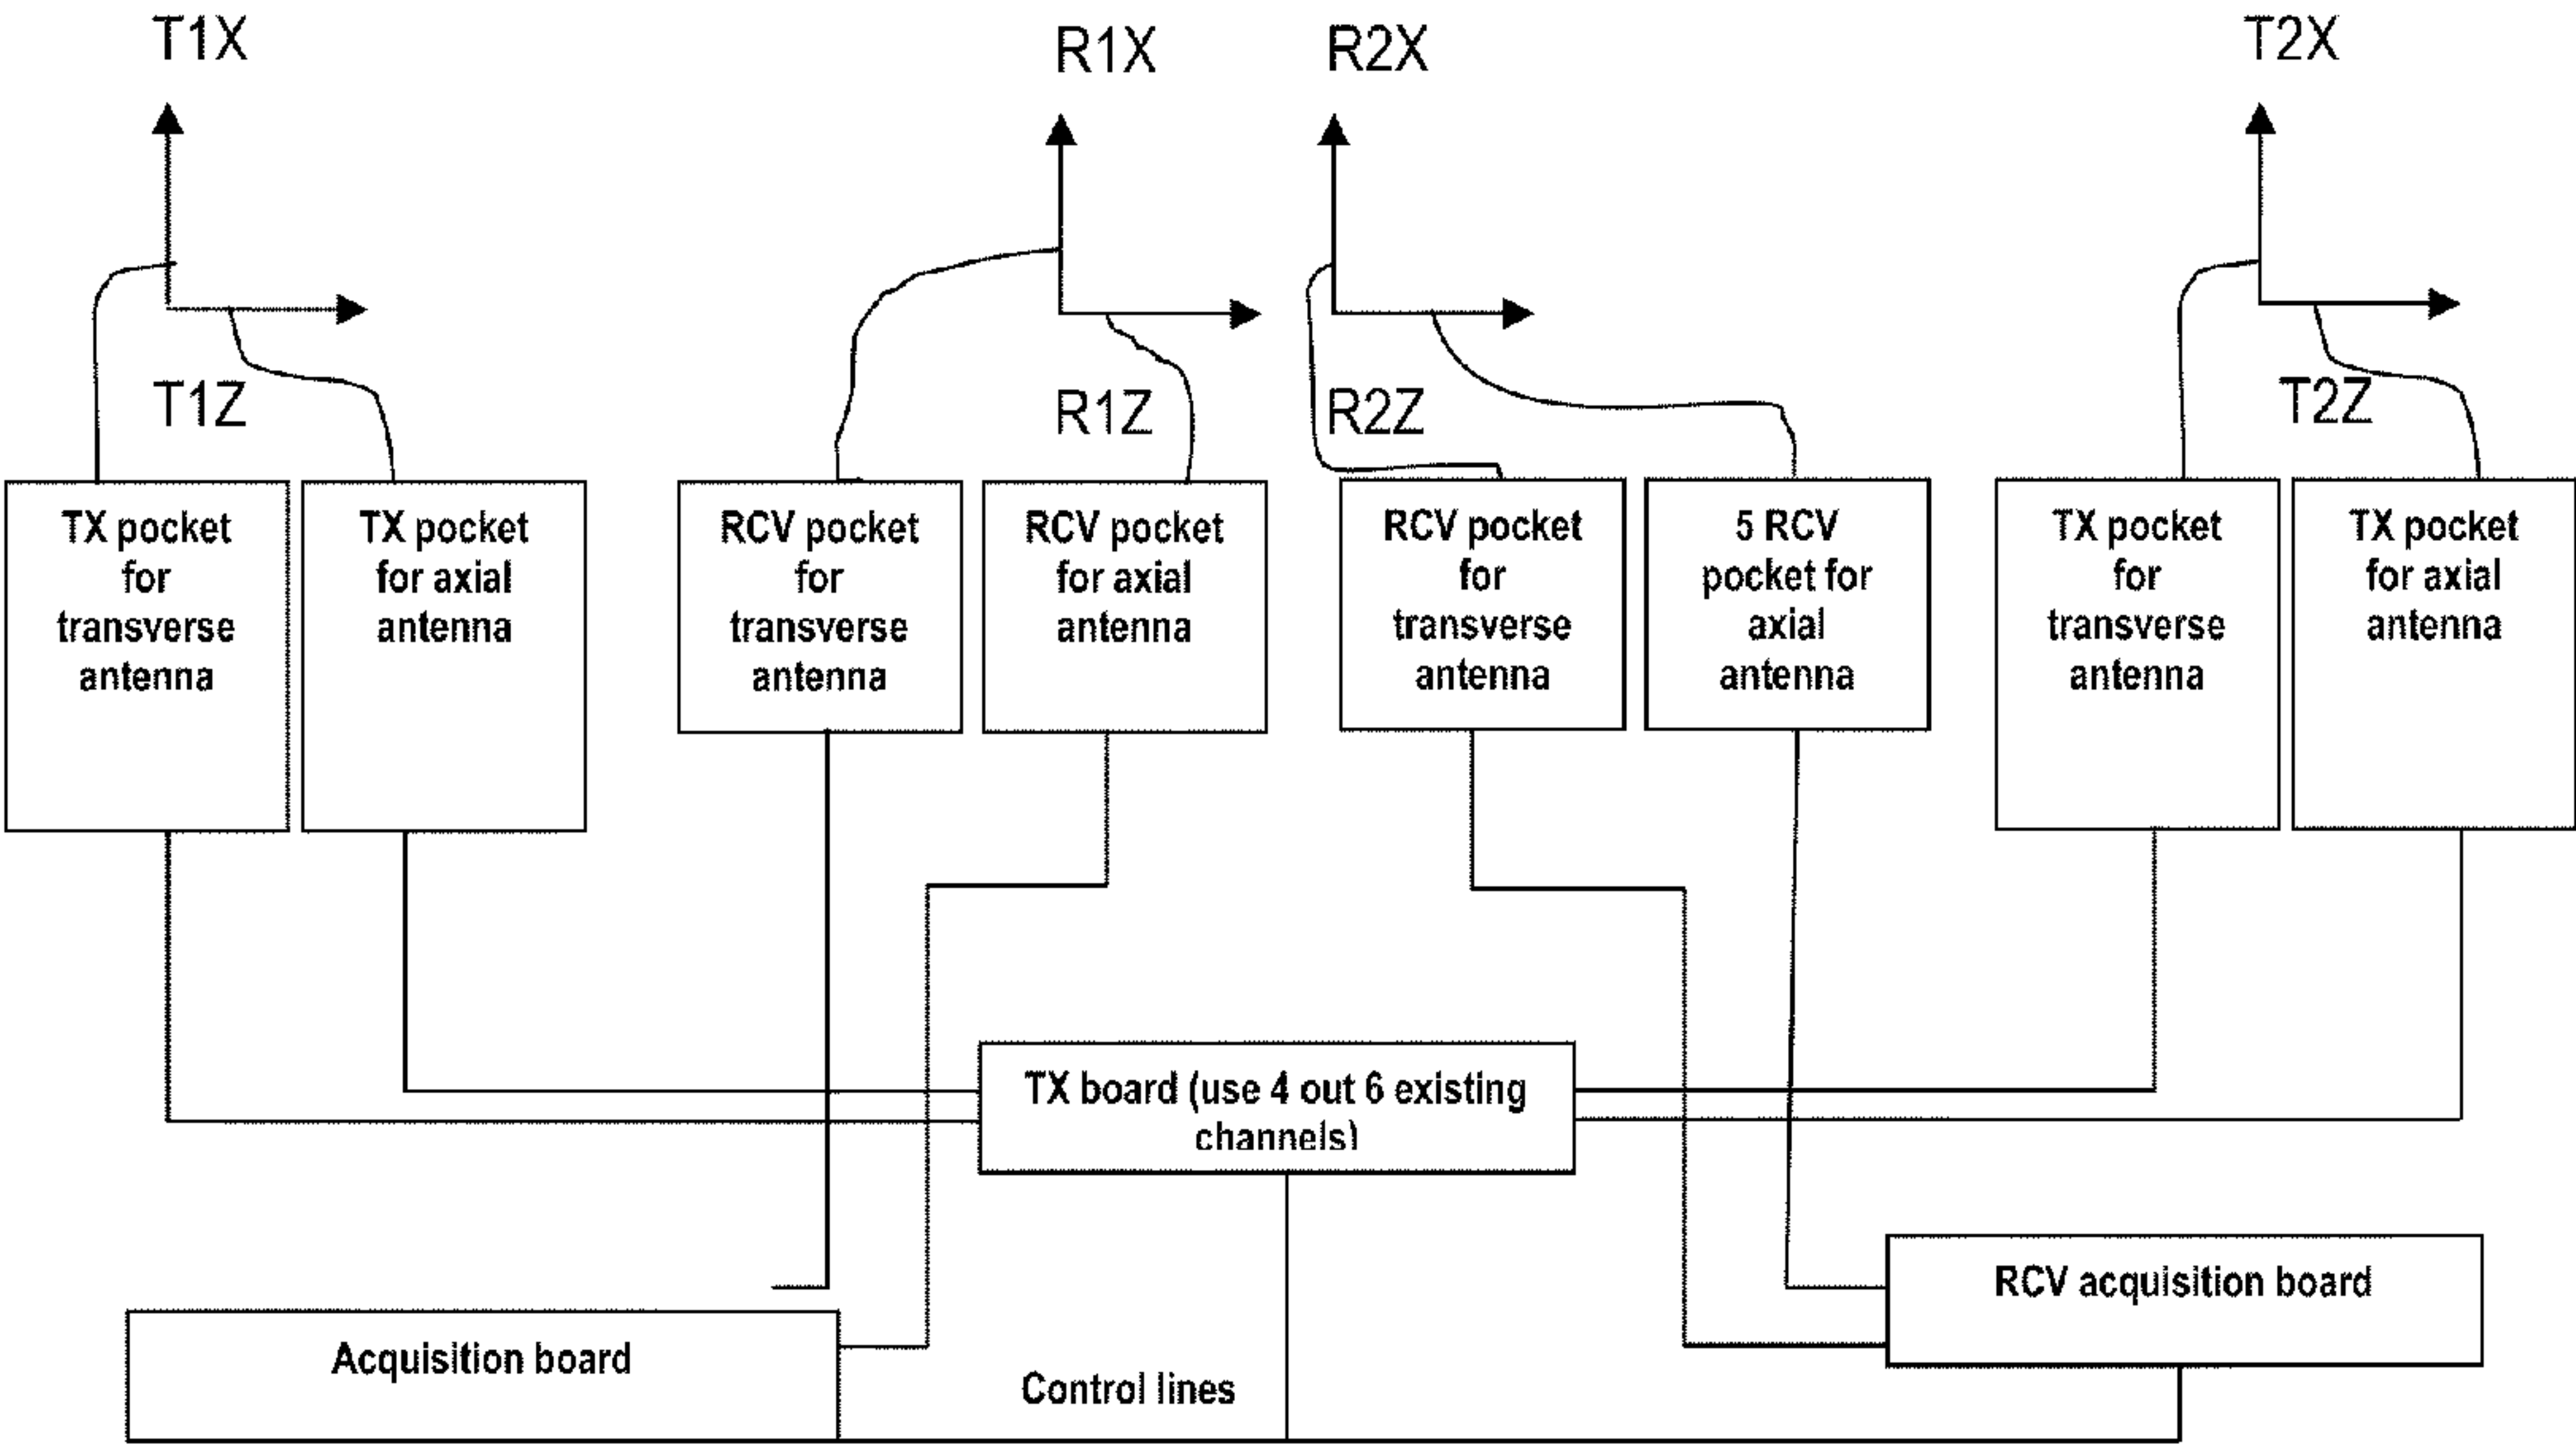 T1X
R1X
R2X
T2X
T1Z
R1Z
R2Z
T2Z
TX pocket
for
transverse
antenna
TX pocket
for axial
antenna
RCV pocket
for
transverse
antenna
RCV pocket
for axial
antenna
RCV pocket
for
transverse
antenna
5 RCV
pocket for
axial
antenna
TX pocket
for
transverse
antenna
TX pocket
for axial
antenna
TX board (use 4 out 6 existing
channels)
RCV acquisition board
Acquisition board
Control lines